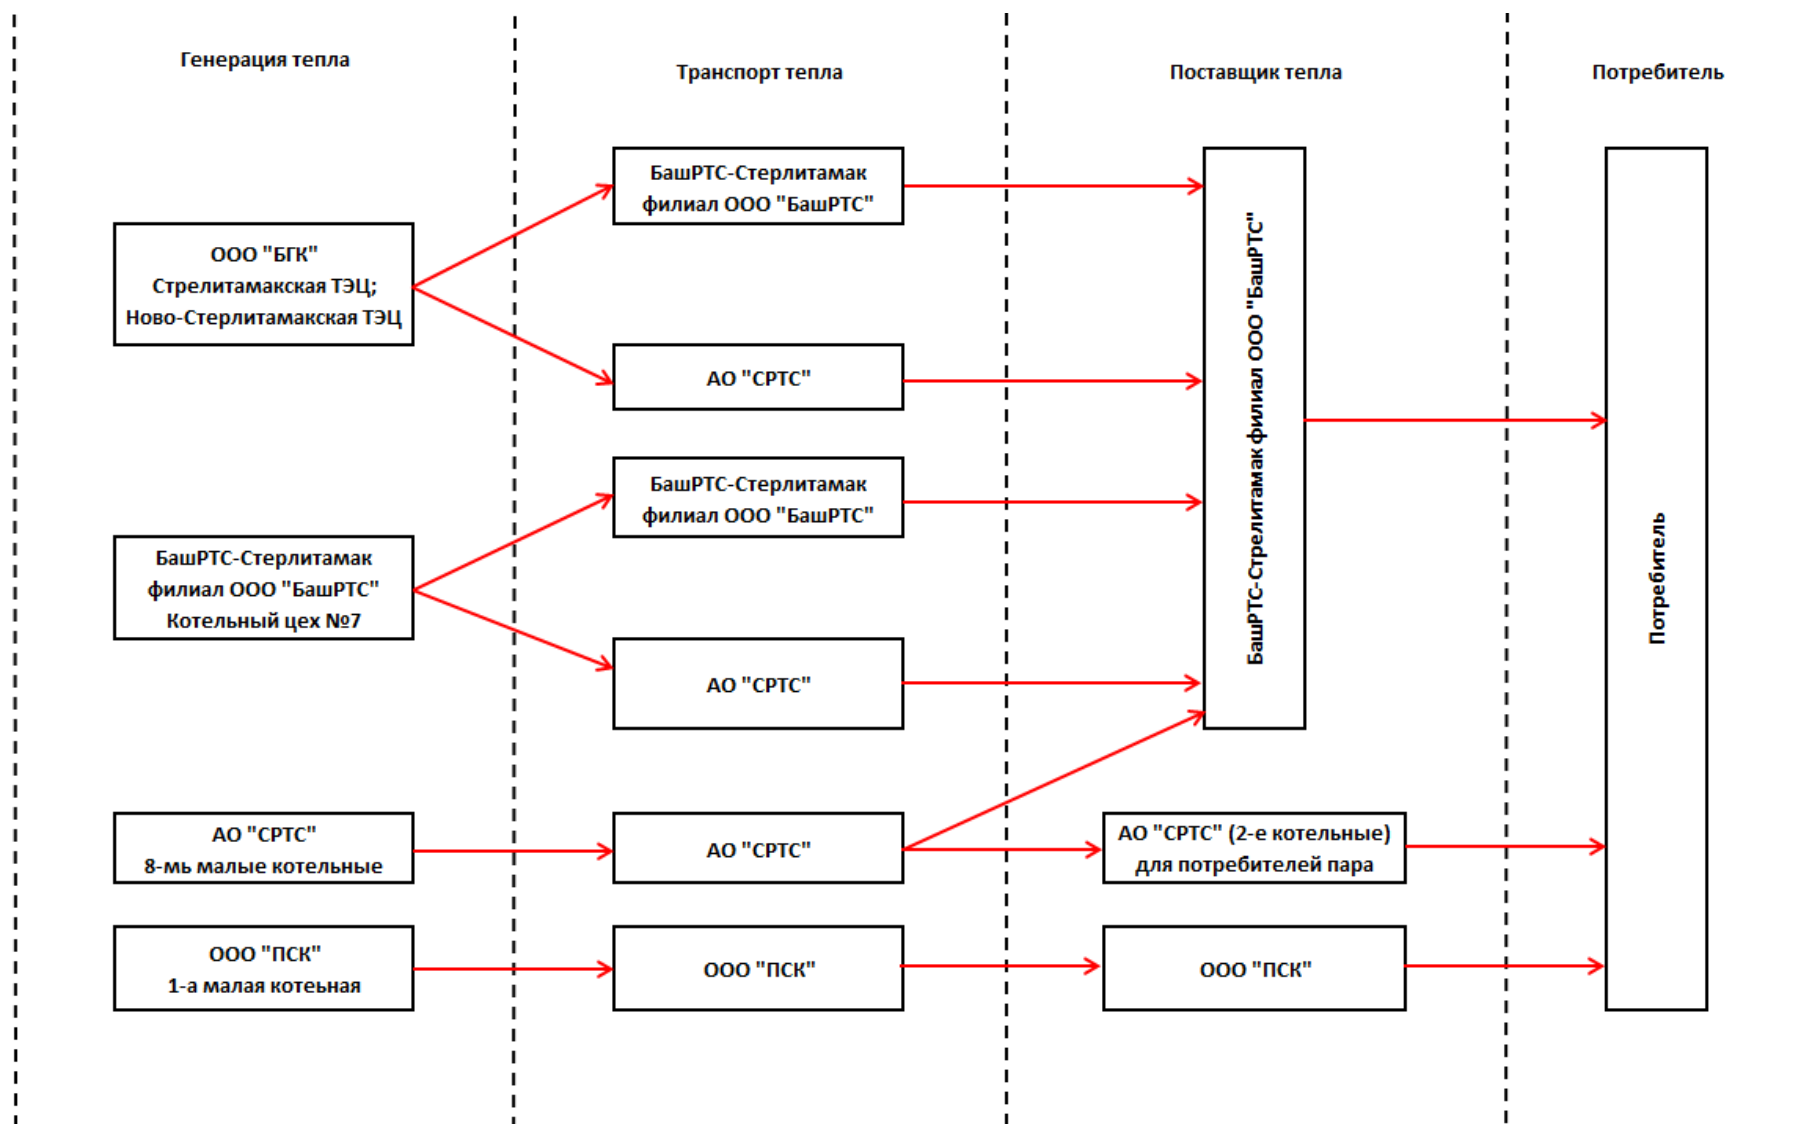 Генерация тепла
Транспорт тепла
Поставщик тепла
Потребитель
ООО "БГК"
Стрелитамакская ТЭЦ;
Ново-Стерлитамакская ТЭЦ
БашРТС-Стерлитамак
филиал ООО "БашРТС"
Котельный цех №7
АО "СРТС"
8-мь малые котельные
ООО "ПСК"
1-а малая котеьная
БашРТС-Стерлитамак
филиал ООО "БашРТС"
АО "СРТС"
БашРТС-Стерлитамак
филиал ООО "БашРТС"
АО "СРТС"
АО "СРТС"
ООО "ПСК"
БашРТС-Стрелитамак филиал ООО "БашРТС"
АО "СРТС" (2-е котельные)
для потребителей пара
ООО "ПСК"
Потребитель